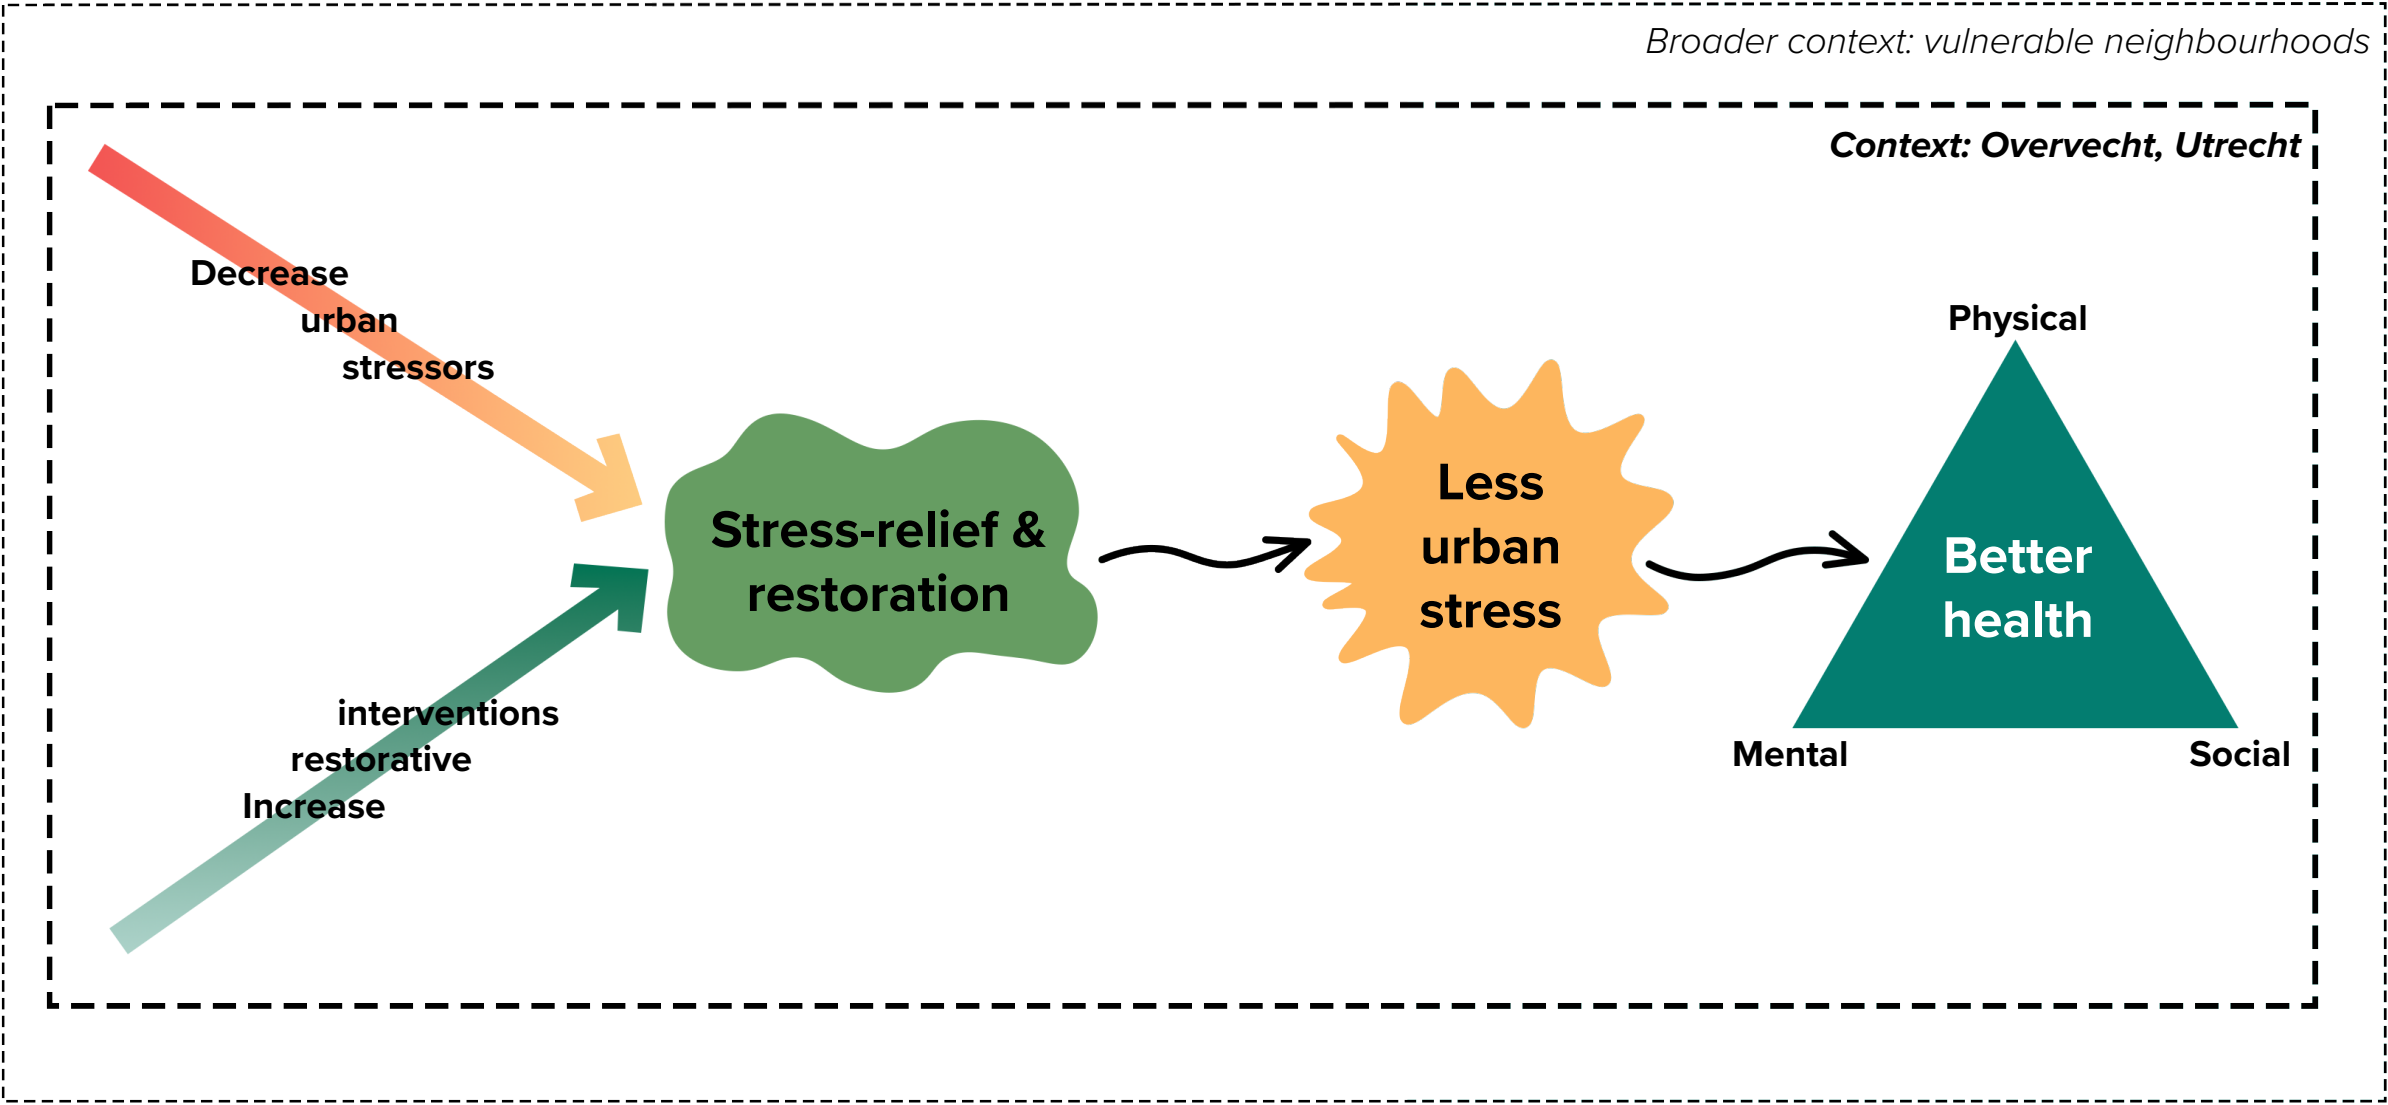 Broader context: vulnerable neighbourhoods
Context: Overvecht, Utrecht
Decrease
urban
stressors
interventions
restorative
Increase
Stress-relief &
restoration
Less
urban
stress
Physical
Better
health
Mental
Social